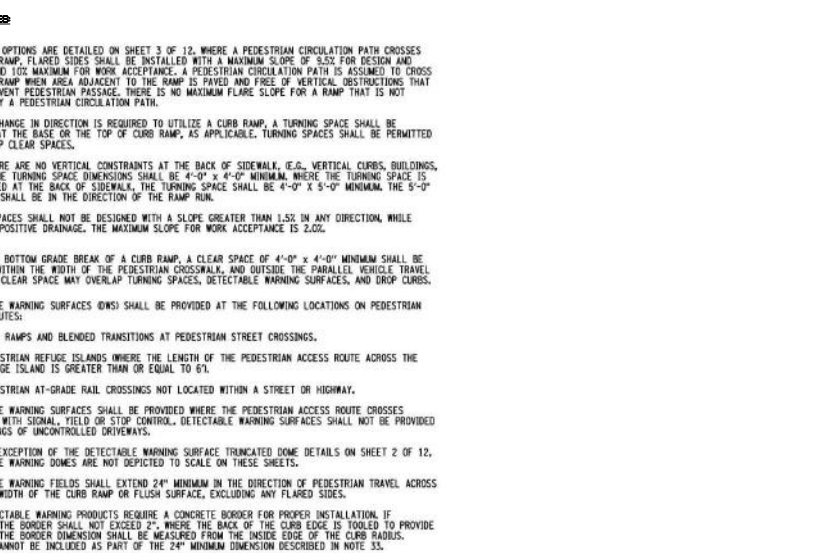 OPTIONS ARE DETAILED ON SHEET 3 OF 12. WHERE A PEDESTRIAN CIRCULATION PATH CROSSES
RAMP, FLARED SIDES SHALL BE INSTALLED WITH A MAXIMUM SLOPE OF 9.5% FOR DESIGN AND
D 10% MAXIMUM FOR WORK ACCEPTANCE. A PEDESTRIAN CIRCULATION PATH IS ASSUMED TO CROSS
RAMP WHEN AREA ADJACENT TO THE RAMP IS PAVED AND FREE OF VERTICAL OBSTRUCTIONS THAT
VENT PEDESTRIAN PASSAGE. THERE IS NO MAXIMUM FLARE SLOPE FOR A RAMP THAT IS NOT
Y A PEDESTRIAN CIRCULATION PATH.
HANGE IN DIRECTION IS REQUIRED TO UTILIZE A CURB RAMP, A TURNING SPACE SHALL BE
T THE BASE OR THE TOP OF CURB RAMP, AS APPLICABLE. TURNING SPACES SHALL BE PERMITTED
P CLEAR SPACES.
RE ARE NO VERTICAL CONSTRAINTS AT THE BACK OF SIDEWALK, (E.G., VERTICAL CURBS, BUILDINGS,
E TURNING SPACE DIMENSIONS SHALL BE 4'-0" x 4'-0" MINIMUM. WHERE THE TURNING SPACE IS
ED AT THE BACK OF SIDEWALK, THE TURNING SPACE SHALL BE 4'-0" X 5'-0" MINIMUM. THE 5'-0"
SHALL BE IN THE DIRECTION OF THE RAMP RUN.
ACES SHALL NOT BE DESIGNED WITH A SLOPE GREATER THAN 1.5% IN ANY DIRECTION, WHILE
POSITIVE DRAINAGE. THE MAXIMUM SLOPE FOR WORK ACCEPTANCE IS 2.0%.
BOTTOM GRADE BREAK OF A CURB RAMP, A CLEAR SPACE OF 4'-0" x 4'-0" MINIMUM SHALL BE
ITHIN THE WIDTH OF THE PEDESTRIAN CROSSWALK, AND OUTSIDE THE PARALLEL VEHICLE TRAVEL
CLEAR SPACE MAY OVERLAP TURNING SPACES, DETECTABLE WARNING SURFACES, AND DROP CURBS.
E WARNING SURFACES (DWS) SHALL BE PROVIDED AT THE FOLLOWING LOCATIONS ON PEDESTRIAN
UTES:
RAMPS AND BLENDED TRANSITIONS AT PEDESTRIAN STREET CROSSINGS.
STRIAN REFUGE ISLANDS (WHERE THE LENGTH OF THE PEDESTRIAN ACCESS ROUTE ACROSS THE
GE ISLAND IS GREATER THAN OR EQUAL TO 6').
STRIAN AT-GRADE RAIL CROSSINGS NOT LOCATED WITHIN A STREET OR HIGHWAY.
E WARNING SURFACES SHALL BE PROVIDED WHERE THE PEDESTRIAN ACCESS ROUTE CROSSES
WITH SIGNAL, YIELD OR STOP CONTROL. DETECTABLE WARNING SURFACES SHALL NOT BE PROVIDED
NGS OF UNCONTROLLED DRIVEWAYS.
EXCEPTION OF THE DETECTABLE WARNING SURFACE TRUNCATED DOME DETAILS ON SHEET 2 OF 12,
E WARNING DOMES ARE NOT DEPICTED TO SCALE ON THESE SHEETS.
E WARNING FIELDS SHALL EXTEND 24" MINIMUM IN THE DIRECTION OF PEDESTRIAN TRAVEL ACROSS
WIDTH OF THE CURB RAMP OR FLUSH SURFACE, EXCLUDING ANY FLARED SIDES.
CTABLE WARNING PRODUCTS REQUIRE A CONCRETE BORDER FOR PROPER INSTALLATION. IF
THE BORDER SHALL NOT EXCEED 2". WHERE THE BACK OF THE CURB EDGE IS TOOLED TO PROVIDE
THE BORDER DIMENSION SHALL BE MEASURED FROM THE INSIDE EDGE OF THE CURB RADIUS.
ANNOT BE INCLUDED AS PART OF THE 24" MINIMUM DIMENSION DESCRIBED IN NOTE 33.